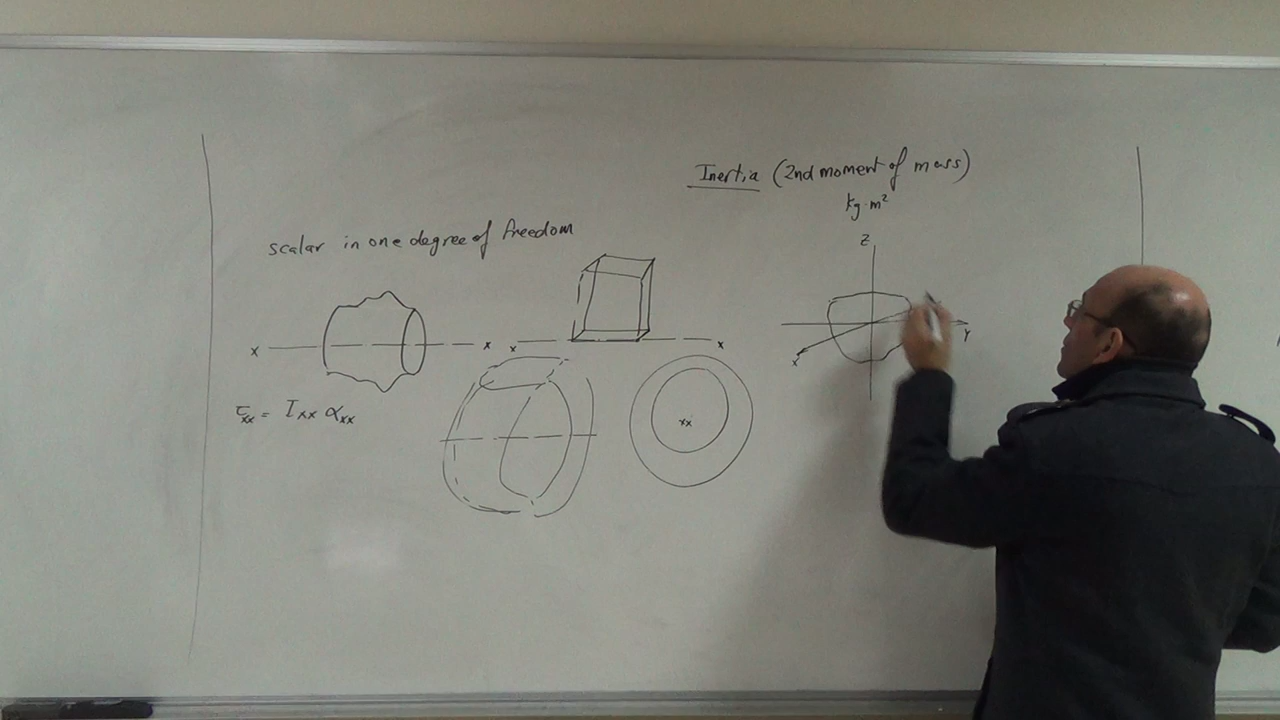 Inertia (2nd moment of mass)
kg·m²
scalar in one degree of freedom
Z
x x x x
Y
x
τxx = Ixx αxx
xx